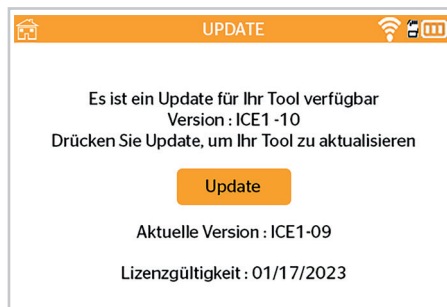 UPDATE
Es ist ein Update für Ihr Tool verfügbar
Version : ICE1 -10
Drücken Sie Update, um Ihr Tool zu aktualisieren
Update
Aktuelle Version : ICE1-09
Lizenzgültigkeit : 01/17/2023